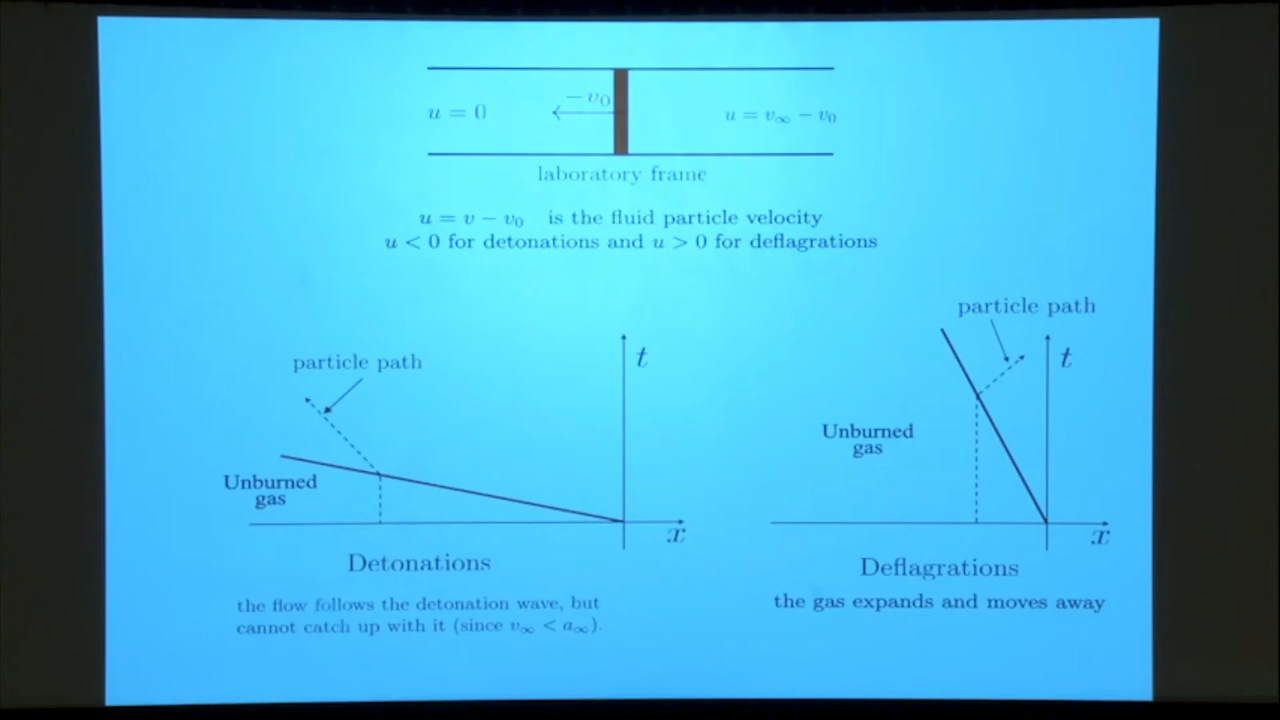 − v₀
u = 0
u = v∞ − v₀
laboratory frame
u = v − v₀ is the fluid particle velocity
u < 0 for detonations and u > 0 for deflagrations
particle path
t
Unburned
gas
x
Detonations
the flow follows the detonation wave, but
cannot catch up with it (since v∞ < a∞).
particle path
t
Unburned
gas
x
Deflagrations
the gas expands and moves away